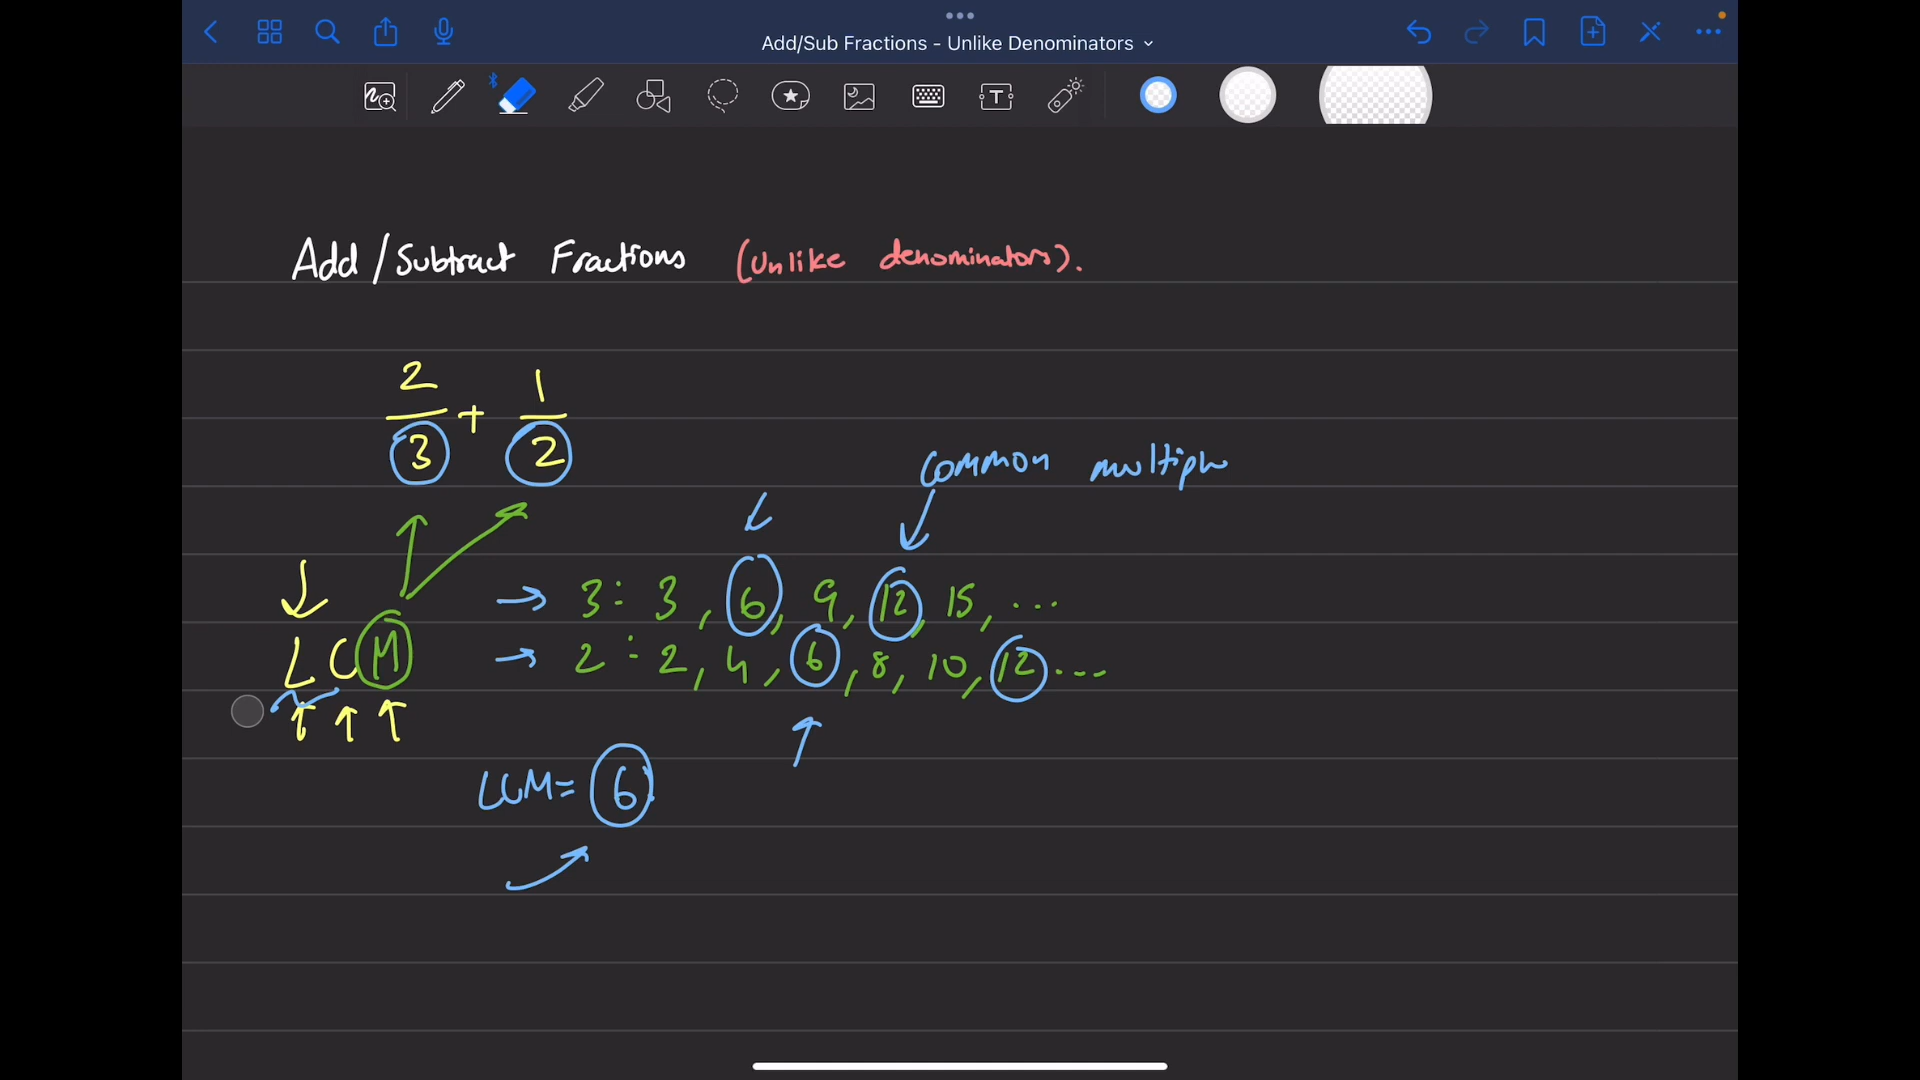 Add/Sub Fractions - Unlike Denominators
T
Add/Subtract Fractions (Unlike denominators).
2/3 + 1/2
common multiple
3: 3, 6, 9, 12, 15, ...
LCM
2: 2, 4, 6, 8, 10, 12 ...
LCM = 6